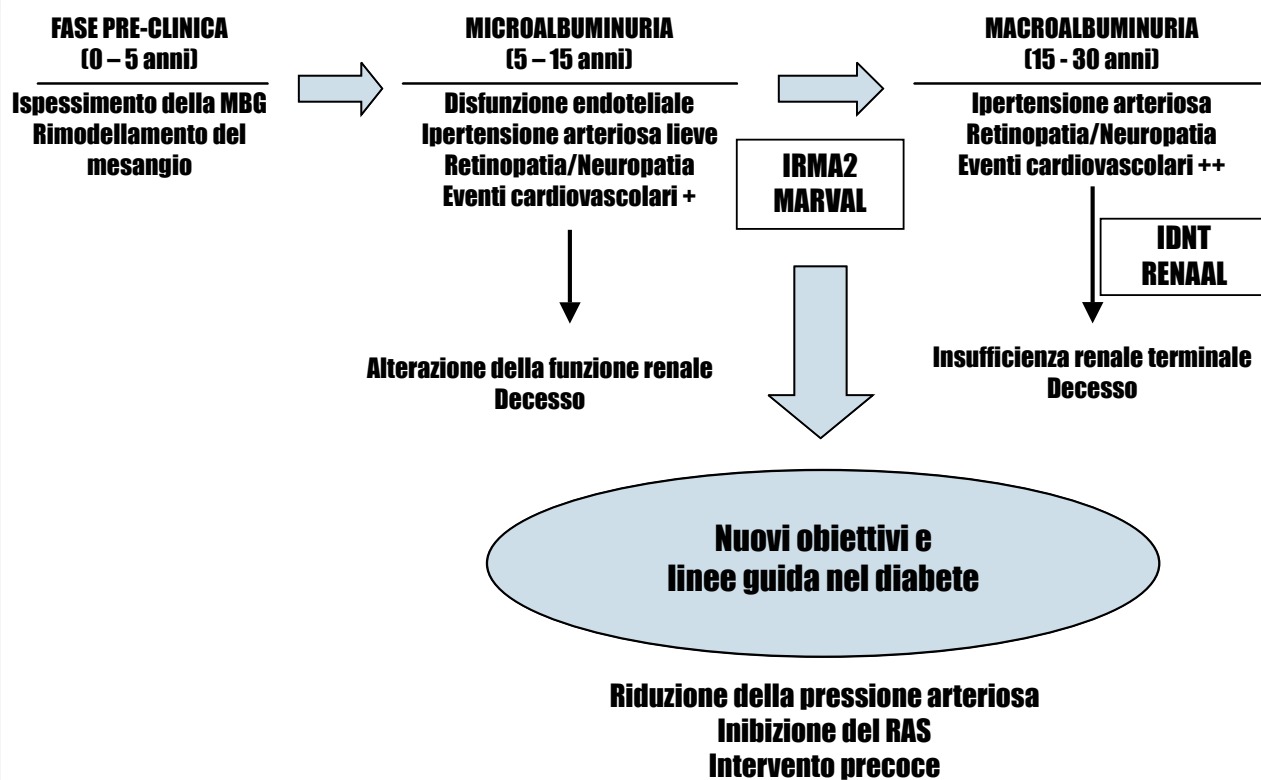 FASE PRE-CLINICA
(0 – 5 anni)
Ispessimento della MBG
Rimodellamento del
mesangio
MICROALBUMINURIA
(5 – 15 anni)
Disfunzione endoteliale
Ipertensione arteriosa lieve
Retinopatia/Neuropatia
Eventi cardiovascolari +
Alterazione della funzione renale
Decesso
IRMA2
MARVAL
MACROALBUMINURIA
(15 - 30 anni)
Ipertensione arteriosa
Retinopatia/Neuropatia
Eventi cardiovascolari ++
IDNT
RENAAL
Insufficienza renale terminale
Decesso
Nuovi obiettivi e
linee guida nel diabete
Riduzione della pressione arteriosa
Inibizione del RAS
Intervento precoce